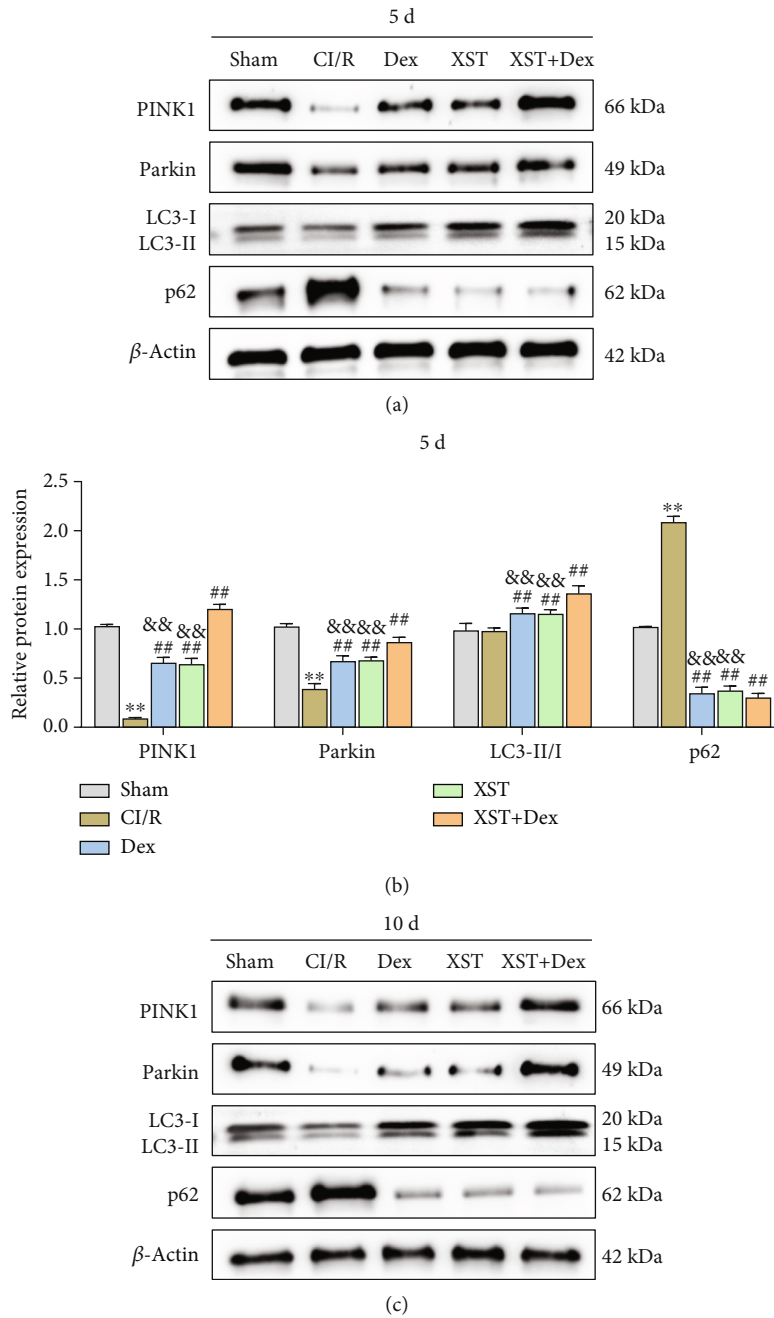 5 d
Sham CI/R Dex XST XST+Dex
PINK1 66 kDa
Parkin 49 kDa
LC3-I 20 kDa
LC3-II 15 kDa
p62 62 kDa
β-Actin 42 kDa
(a)
5 d
Relative protein expression
2.5
2.0
1.5
1.0
0.5
0.0
** && ## && ## ##
** && ## && ## ##
&& ## && ## ##
** && ## && ## ##
PINK1 Parkin LC3-II/I p62
Sham XST
CI/R XST+Dex
Dex
(b)
10 d
Sham CI/R Dex XST XST+Dex
PINK1 66 kDa
Parkin 49 kDa
LC3-I 20 kDa
LC3-II 15 kDa
p62 62 kDa
β-Actin 42 kDa
(c)